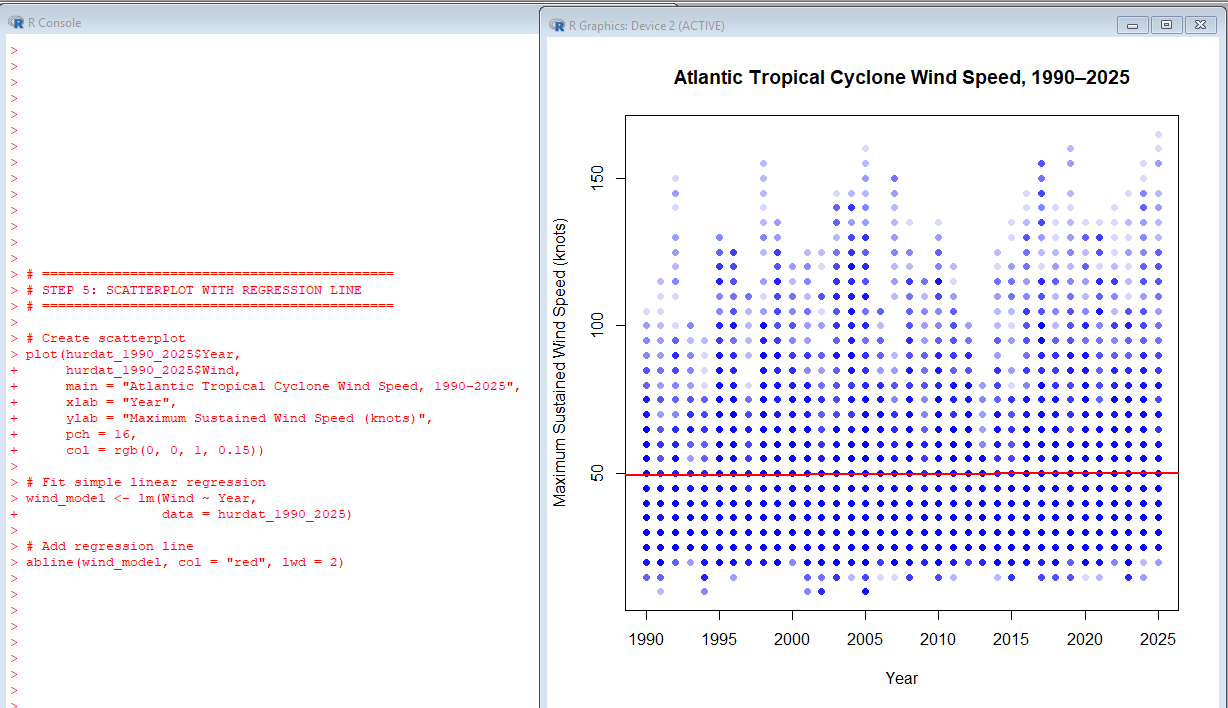 R Console
>
>
>
>
>
>
>
>
>
>
>
>
>
>
> # ============================================
> # STEP 5: SCATTERPLOT WITH REGRESSION LINE
> # ============================================
>
> # Create scatterplot
> plot(hurdat_1990_2025$Year,
+      hurdat_1990_2025$Wind,
+      main = "Atlantic Tropical Cyclone Wind Speed, 1990–2025",
+      xlab = "Year",
+      ylab = "Maximum Sustained Wind Speed (knots)",
+      pch = 16,
+      col = rgb(0, 0, 1, 0.15))
>
> # Fit simple linear regression
> wind_model <- lm(Wind ~ Year,
+                  data = hurdat_1990_2025)
>
> # Add regression line
> abline(wind_model, col = "red", lwd = 2)
>
>
>
>
>
>
>
>
>
R Graphics: Device 2 (ACTIVE)
Atlantic Tropical Cyclone Wind Speed, 1990–2025
Maximum Sustained Wind Speed (knots)
150
100
50
1990 1995 2000 2005 2010 2015 2020 2025
Year